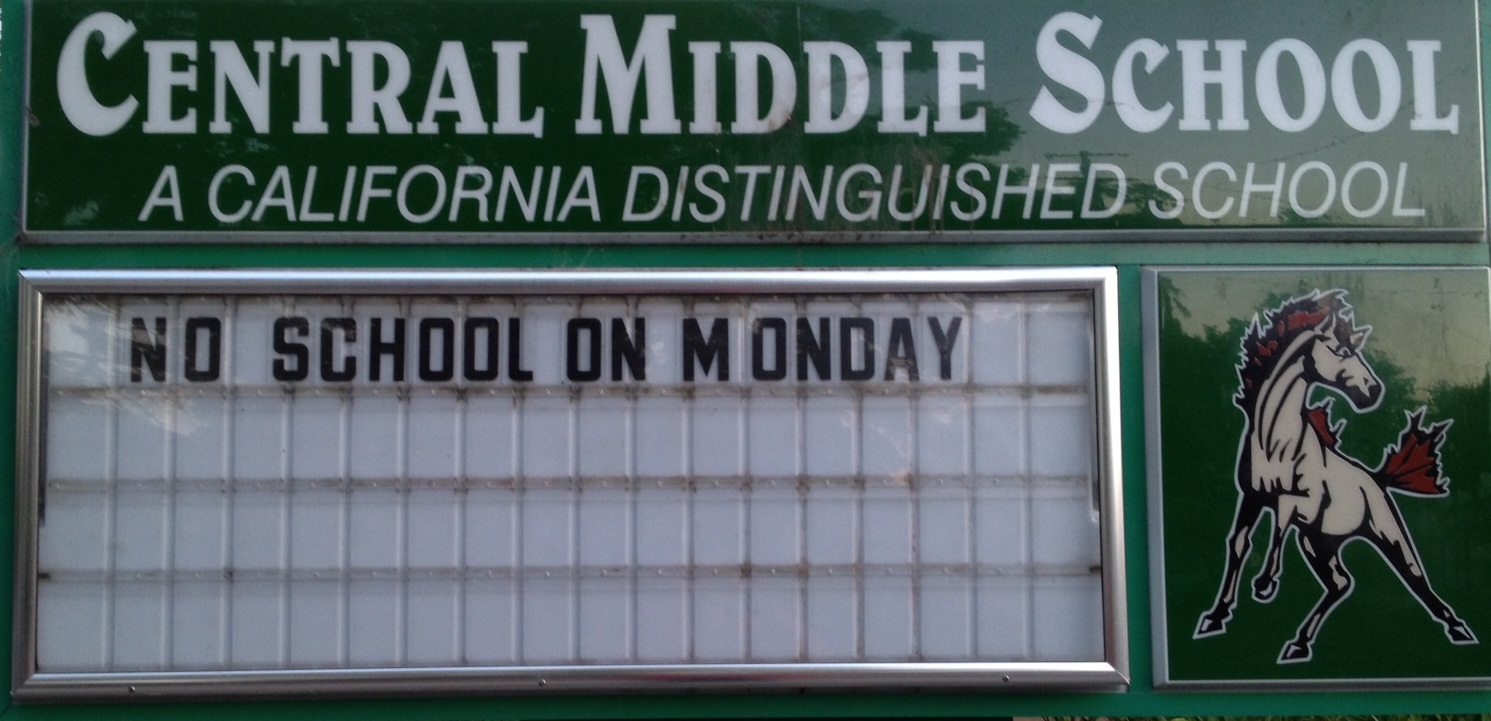 CENTRAL MIDDLE SCHOOL
A CALIFORNIA DISTINGUISHED SCHOOL
NO SCHOOL ON MONDAY